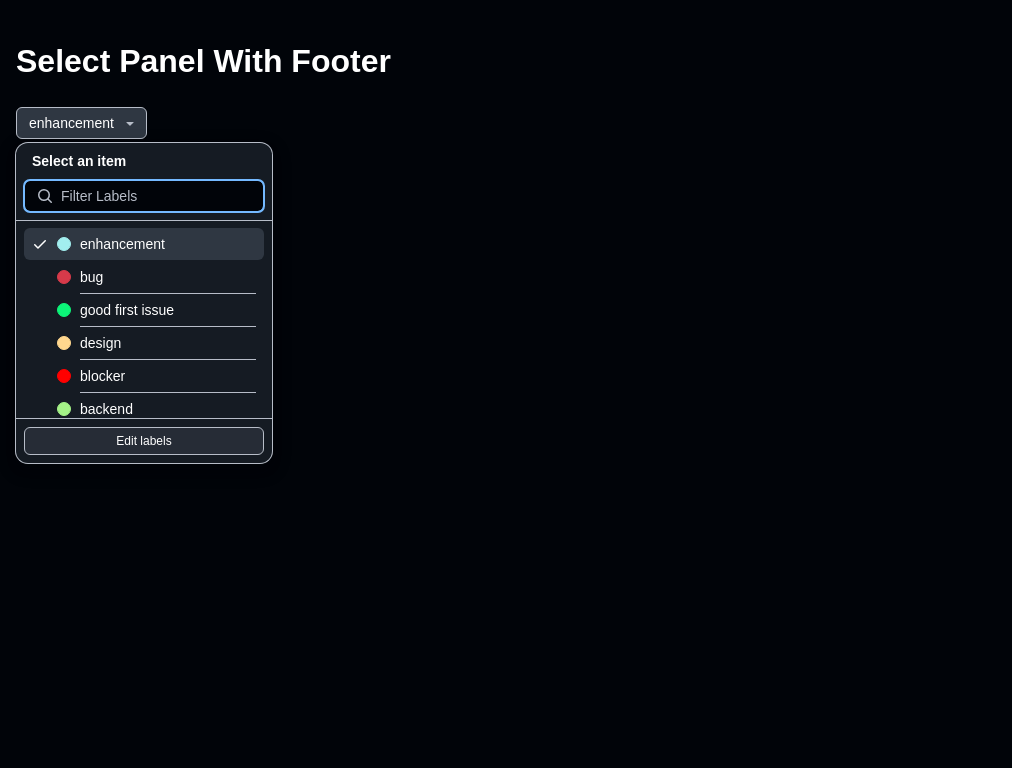 Select Panel With Footer
enhancement
Select an item
Filter Labels
enhancement
bug
good first issue
design
blocker
backend
Edit labels